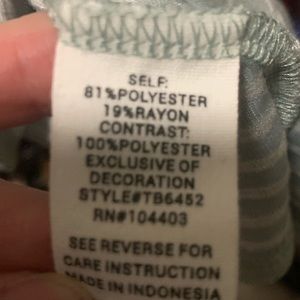 SELF:
81%POLYESTER
19%RAYON
CONTRAST:
100%POLYESTER
EXCLUSIVE OF
DECORATION
STYLE#TB6452
RN#104403
SEE REVERSE FOR
CARE INSTRUCTION
MADE IN INDONESIA